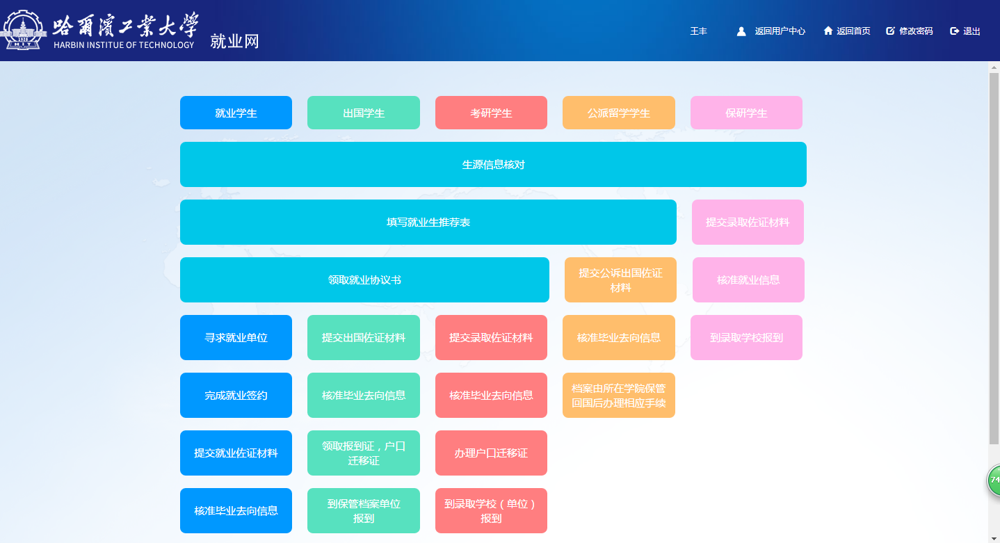 哈爾濱工業大學
HARBIN INSTITUE OF TECHNOLOGY
就业网
王丰
返回用户中心
返回首页
修改密码
退出
就业学生
出国学生
考研学生
公派留学学生
保研学生
生源信息核对
填写就业生推荐表
提交录取佐证材料
领取就业协议书
提交公诉出国佐证
材料
核准就业信息
寻求就业单位
提交出国佐证材料
提交录取佐证材料
核准毕业去向信息
到录取学校报到
完成就业签约
核准毕业去向信息
核准毕业去向信息
档案由所在学院保管
回国后办理相应手续
提交就业佐证材料
领取报到证，户口
迁移证
办理户口迁移证
核准毕业去向信息
到保管档案单位
报到
到录取学校（单位）
报到
74